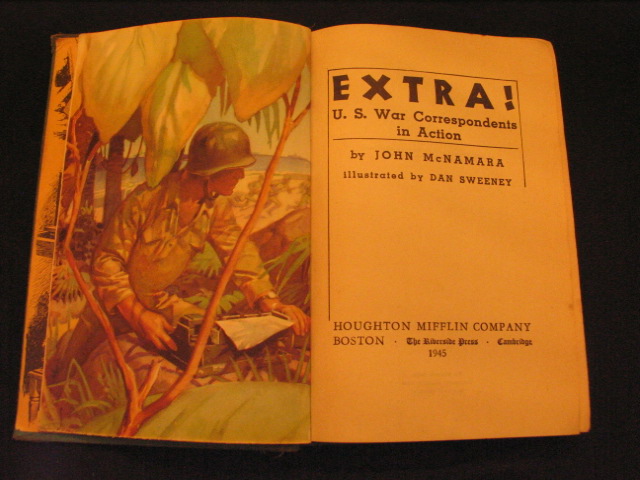 EXTRA!
U. S. War Correspondents
in Action
by JOHN McNAMARA
illustrated by DAN SWEENEY
HOUGHTON MIFFLIN COMPANY
BOSTON · The Riverside Press · Cambridge
1945